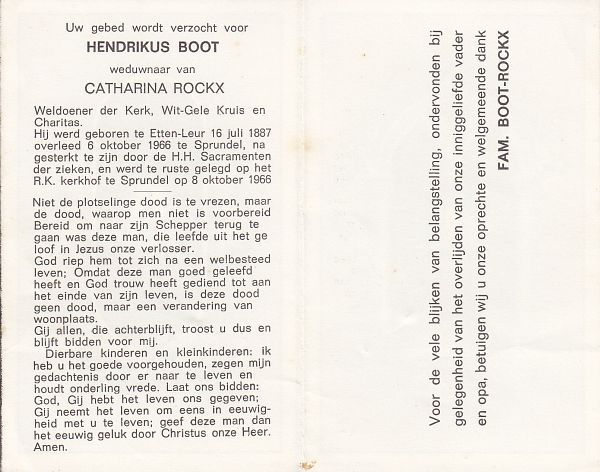 Uw gebed wordt verzocht voor
HENDRIKUS BOOT
weduwnaar van
CATHARINA ROCKX
Weldoener der Kerk, Wit-Gele Kruis en
Charitas.
Hij werd geboren te Etten-Leur 16 juli 1887
overleed 6 oktober 1966 te Sprundel, na
gesterkt te zijn door de H.H. Sacramenten
der zieken, en werd te ruste gelegd op het
R.K. kerkhof te Sprundel op 8 oktober 1966
Niet de plotselinge dood is te vrezen, maar
de dood, waarop men niet is voorbereid
Bereid om naar zijn Schepper terug te
gaan was deze man, die leefde uit het ge
loof in Jezus onze verlosser.
God riep hem tot zich na een welbesteed
leven; Omdat deze man goed geleefd
heeft en God trouw heeft gediend tot aan
het einde van zijn leven, is deze dood
geen dood, maar een verandering van
woonplaats.
Gij allen, die achterblijft, troost u dus en
blijft bidden voor mij.
Dierbare kinderen en kleinkinderen: ik
heb u het goede voorgehouden, zegen mijn
gedachtenis door er naar te leven en
houdt onderling vrede. Laat ons bidden:
God, Gij hebt het leven ons gegeven;
Gij neemt het leven om eens in eeuwig-
heid met u te leven; geef deze man dan
het eeuwig geluk door Christus onze Heer.
Amen.
Voor de vele blijken van belangstelling, ondervonden bij
gelegenheid van het overlijden van onze inniggeliefde vader
en opa, betuigen wij u onze oprechte en welgemeende dank
FAM. BOOT-ROCKX